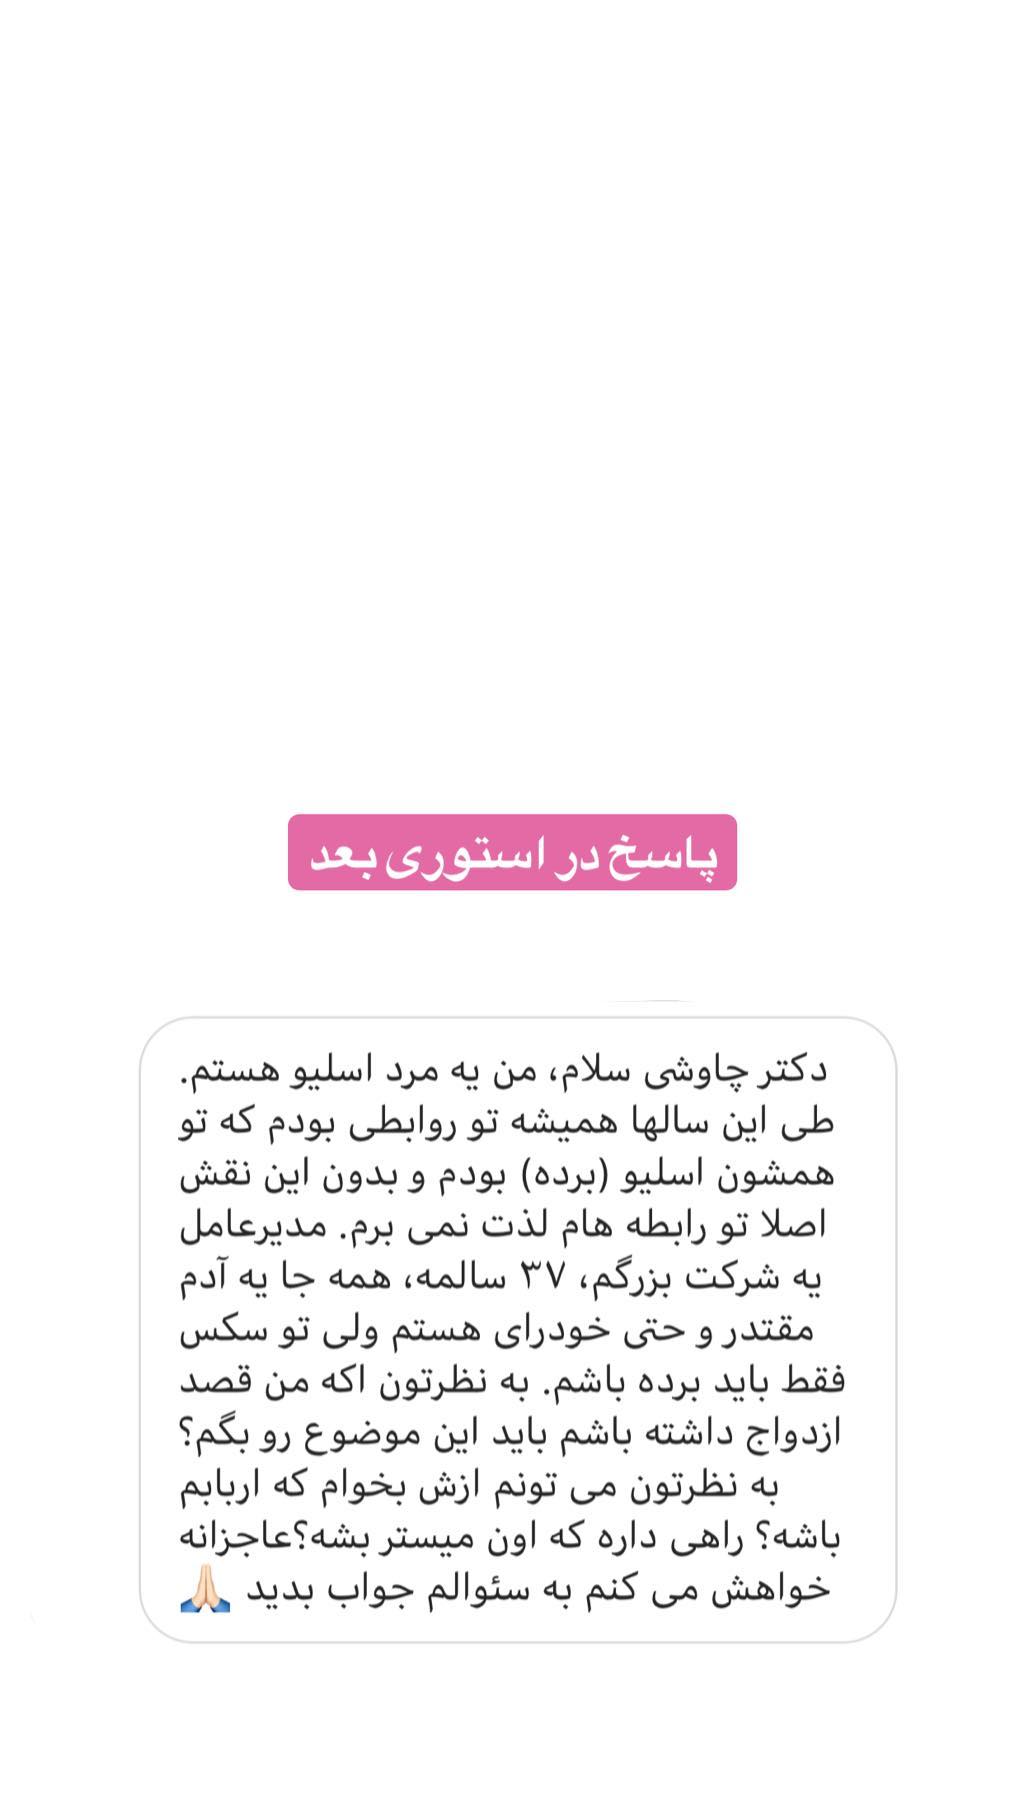 پاسخ در استوری بعد
دکتر چاوشی سلام، من یه مرد اسلیو هستم.
طی این سالها همیشه تو روابطی بودم که تو
همشون اسلیو (برده) بودم و بدون این نقش
اصلا تو رابطه هام لذت نمی برم. مدیرعامل
یه شرکت بزرگم، ۳۷ سالمه، همه جا یه آدم
مقتدر و حتی خودرای هستم ولی تو سکس
فقط باید برده باشم. به نظرتون اکه من قصد
ازدواج داشته باشم باید این موضوع رو بگم؟
به نظرتون می تونم ازش بخوام که اربابم
باشه؟ راهی داره که اون میستر بشه؟عاجزانه
خواهش می کنم به سئوالم جواب بدید 🙏🏻